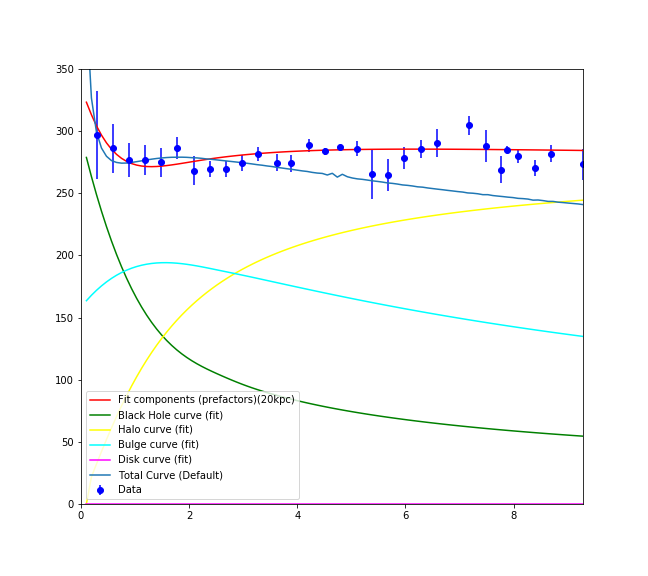 350
300
250
200
150
100
50
0
Fit components (prefactors)(20kpc)
Black Hole curve (fit)
Halo curve (fit)
Bulge curve (fit)
Disk curve (fit)
Total Curve (Default)
Data
0 2 4 6 8